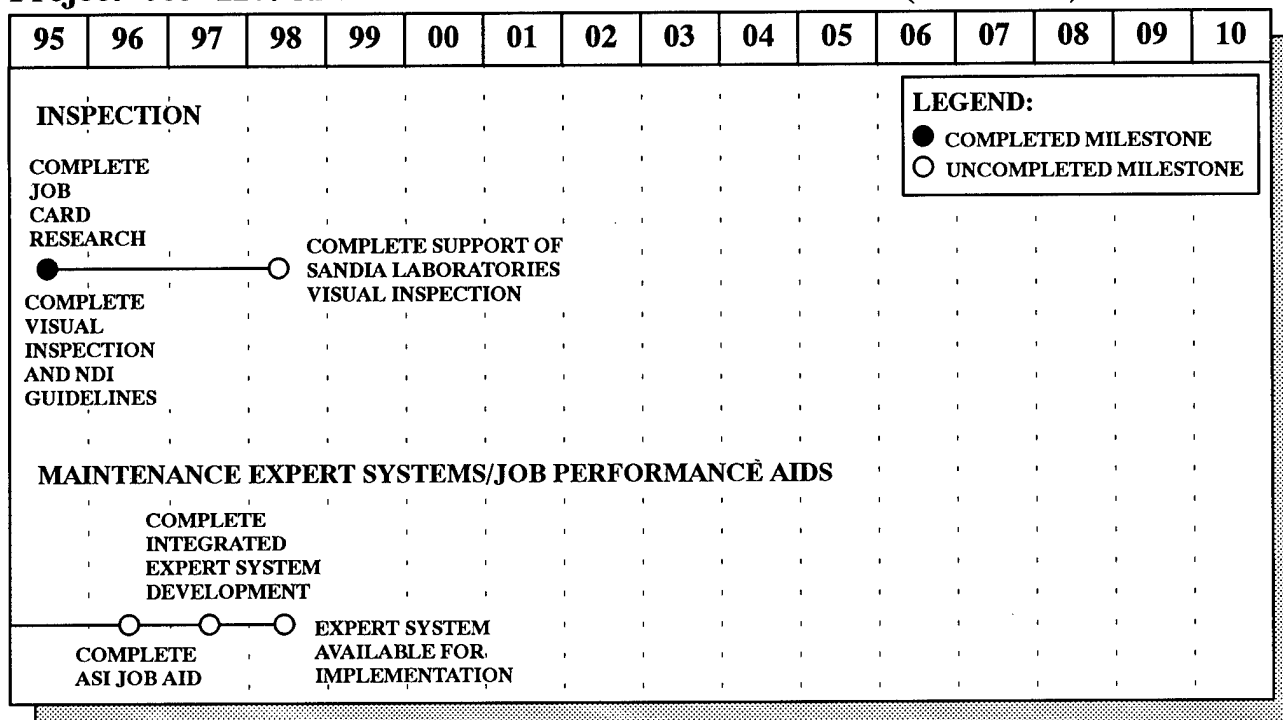 95 96 97 98 99 00 01 02 03 04 05 06 07 08 09 10
INSPECTION
LEGEND:
COMPLETED MILESTONE
UNCOMPLETED MILESTONE
COMPLETE
JOB
CARD
RESEARCH
COMPLETE SUPPORT OF
SANDIA LABORATORIES
VISUAL INSPECTION
COMPLETE
VISUAL
INSPECTION
AND NDI
GUIDELINES
MAINTENANCE EXPERT SYSTEMS/JOB PERFORMANCE AIDS
COMPLETE
INTEGRATED
EXPERT SYSTEM
DEVELOPMENT
COMPLETE
ASI JOB AID
EXPERT SYSTEM
AVAILABLE FOR
IMPLEMENTATION